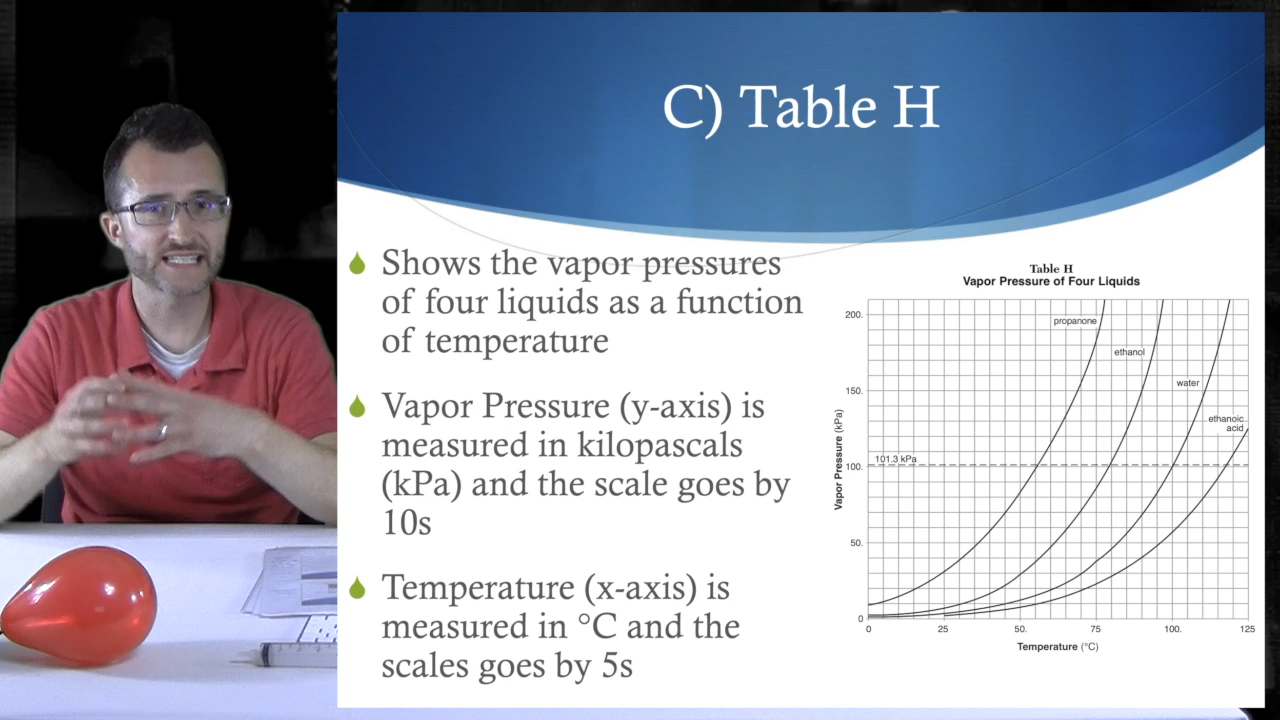 C) Table H
Shows the vapor pressures
of four liquids as a function
of temperature
Vapor Pressure (y-axis) is
measured in kilopascals
(kPa) and the scale goes by
10s
Temperature (x-axis) is
measured in °C and the
scales goes by 5s
Table H
Vapor Pressure of Four Liquids
Vapor Pressure (kPa)
200.
150.
100.
50.
0
101.3 kPa
propanone
ethanol
water
ethanoic
acid
0 25 50. 75 100. 125
Temperature (°C)